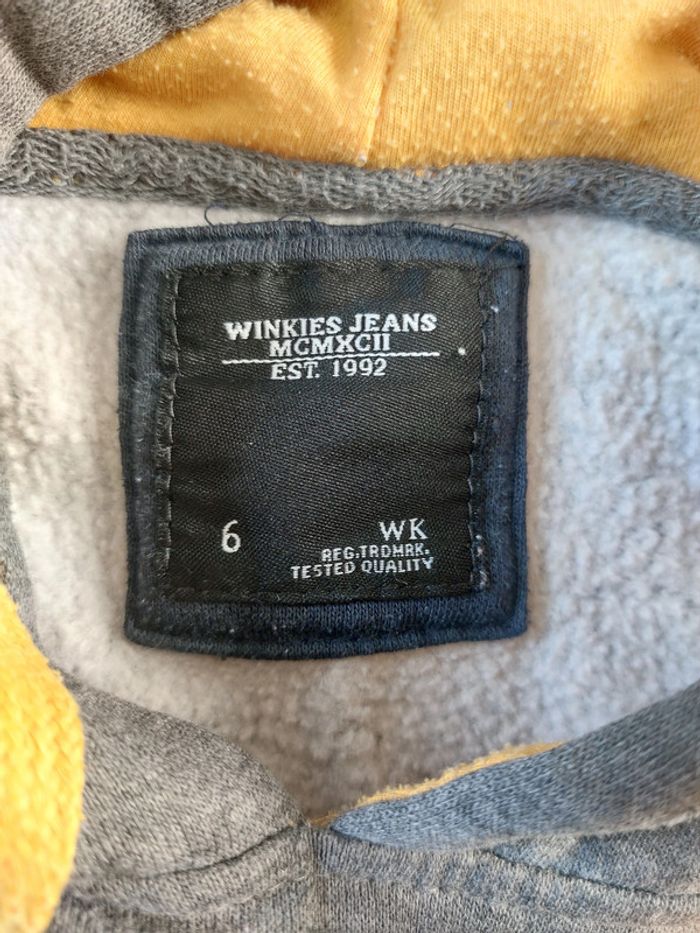 WINKIES JEANS
MCMXCII
EST. 1992
6
WK
REG.TRDMRK.
TESTED QUALITY